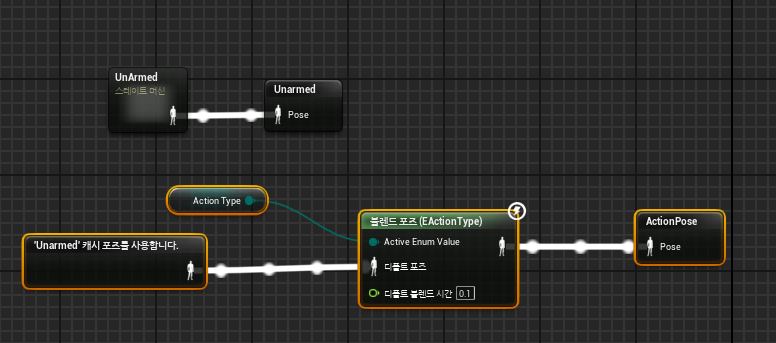 UnArmed
스테이트 머신
Unarmed
Pose
Action Type
블렌드 포즈 (EActionType)
Active Enum Value
디폴트 포즈
디폴트 블렌드 시간 0.1
ActionPose
Pose
'Unarmed' 캐시 포즈를 사용합니다.